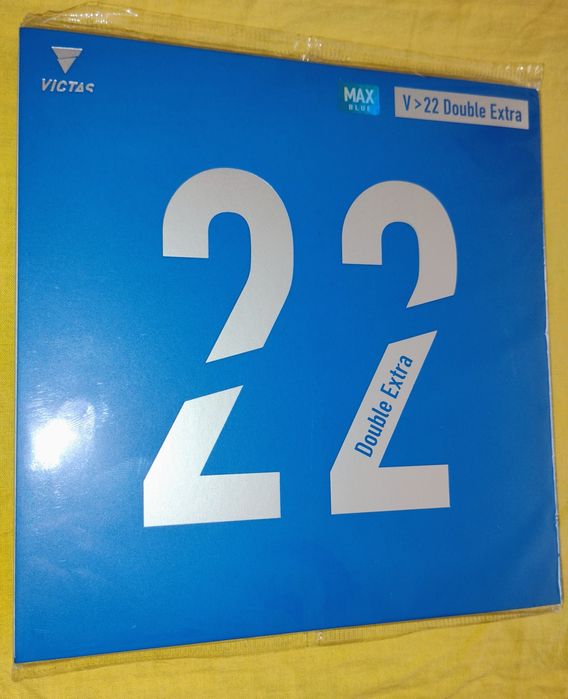 VICTAS
MAX
BLUE
V>22 Double Extra
22
Double Extra